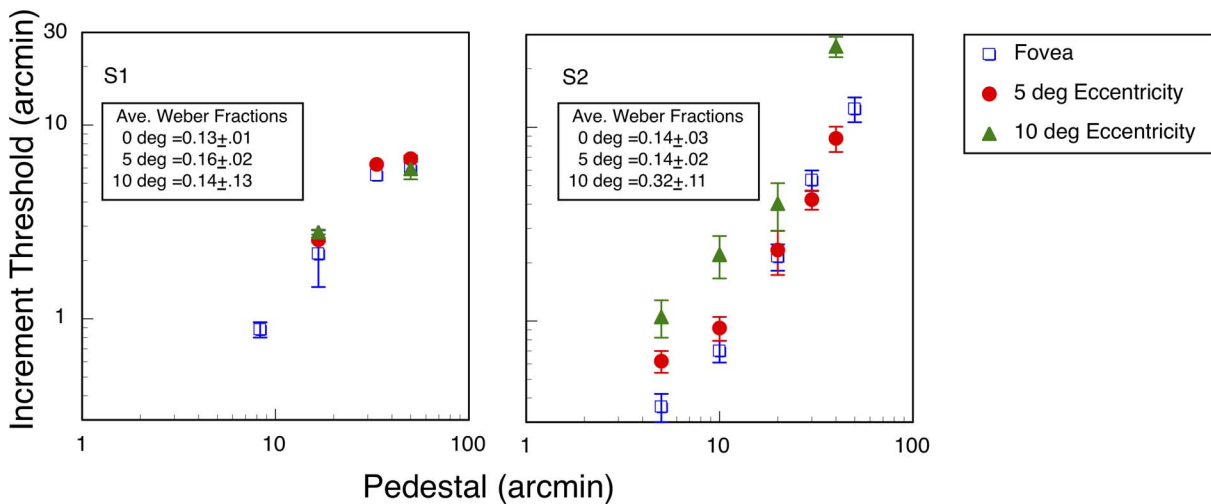 Increment Threshold (arcmin)
30
10
1
S1
Ave. Weber Fractions
0 deg =0.13±.01
5 deg =0.16±.02
10 deg =0.14±.13
1
10
100
S2
Ave. Weber Fractions
0 deg =0.14±.03
5 deg =0.14±.02
10 deg =0.32±.11
1
10
100
Pedestal (arcmin)
Fovea
5 deg Eccentricity
10 deg Eccentricity